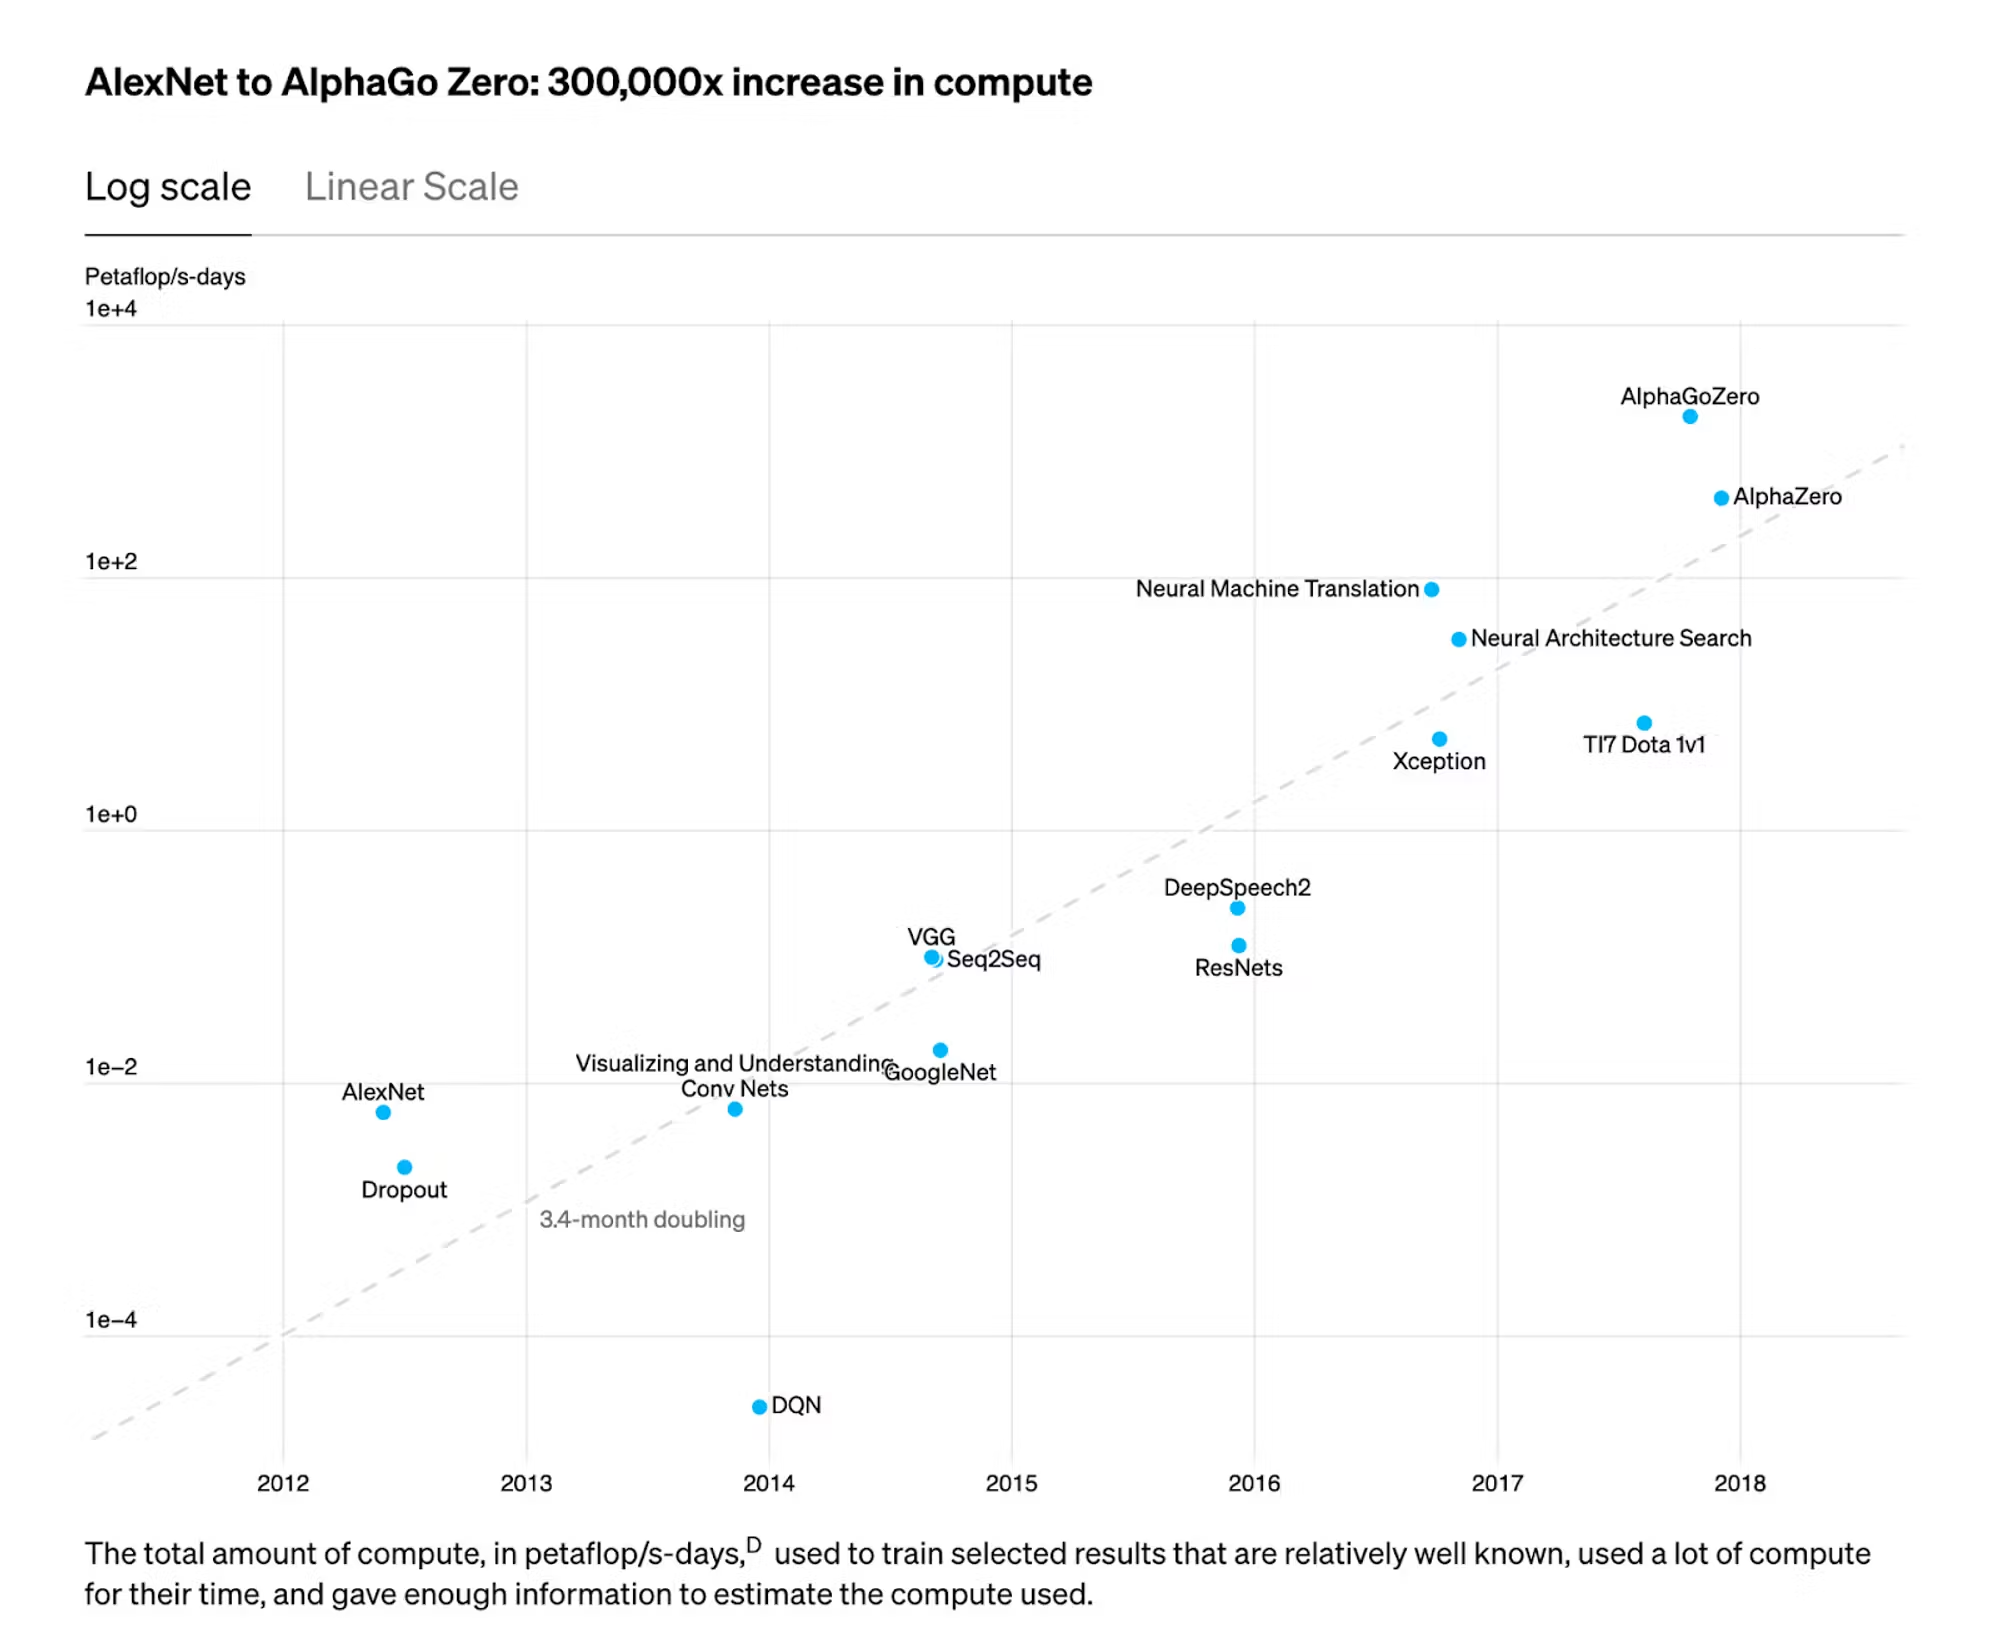 AlexNet to AlphaGo Zero: 300,000x increase in compute
Log scale
Linear Scale
Petaflop/s-days
1e+4
AlphaGoZero
AlphaZero
1e+2
Neural Machine Translation
Neural Architecture Search
TI7 Dota 1v1
Xception
1e+0
DeepSpeech2
VGG
Seq2Seq
ResNets
1e−2
Visualizing and Understanding
Conv Nets
GoogleNet
AlexNet
Dropout
3.4-month doubling
1e−4
DQN
2012
2013
2014
2015
2016
2017
2018
The total amount of compute, in petaflop/s-days,D used to train selected results that are relatively well known, used a lot of compute
for their time, and gave enough information to estimate the compute used.